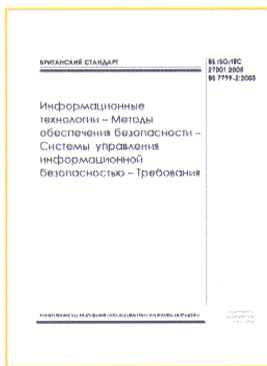 БРИТАНСКИЙ СТАНДАРТ
BS ISO/IEC
27001:2005
BS 7799-2:2005
Информационные
технологии – Методы
обеспечения безопасности –
Системы управления
информационной
безопасностью – Требования